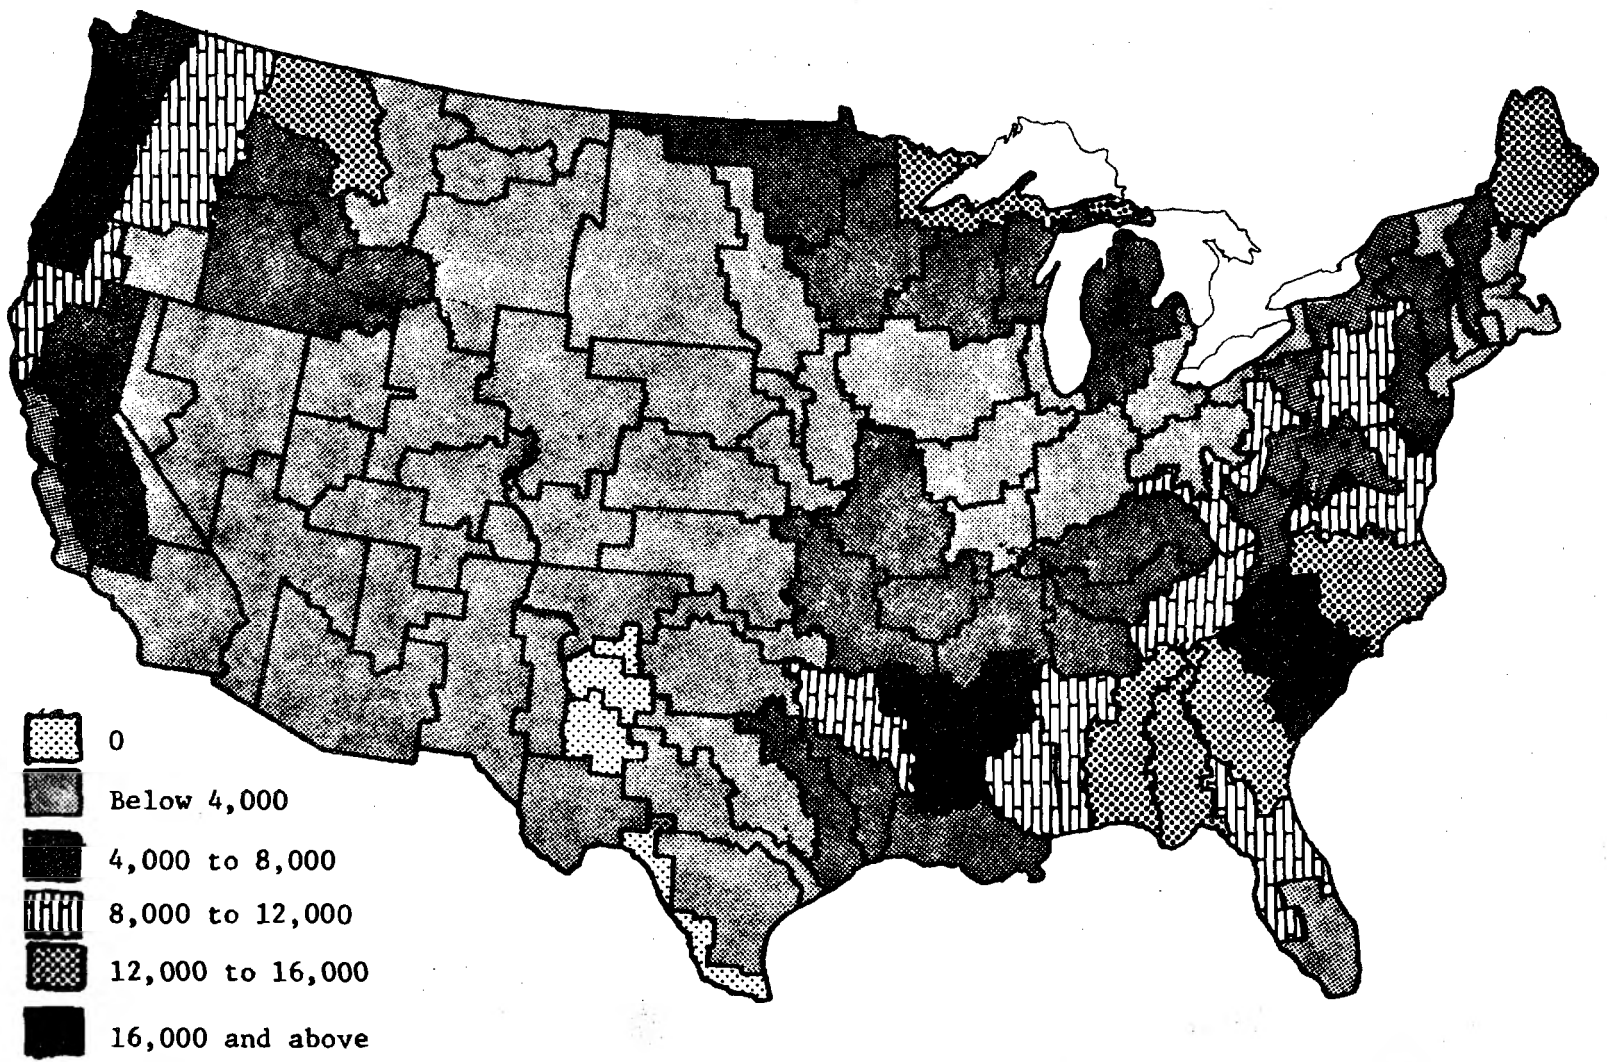 0
Below 4,000
4,000 to 8,000
8,000 to 12,000
12,000 to 16,000
16,000 and above